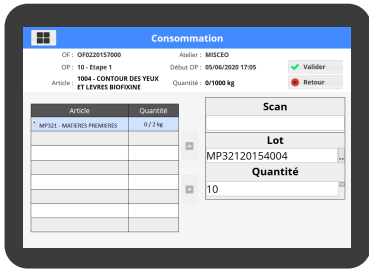 Consommation
OF : OF0220157000
Atelier : MISCEO
OP : 10 - Etape 1
Début OP : 05/06/2020 17:05
Valider
Article : 1004 - CONTOUR DES YEUX ET LEVRES BIOFIXINE
Quantité : 0/1000 kg
Retour
Article
Quantité
* MP321 - MATIERES PREMIERES
0 / 2 kg
Scan
Lot
MP32120154004
..
Quantité
10